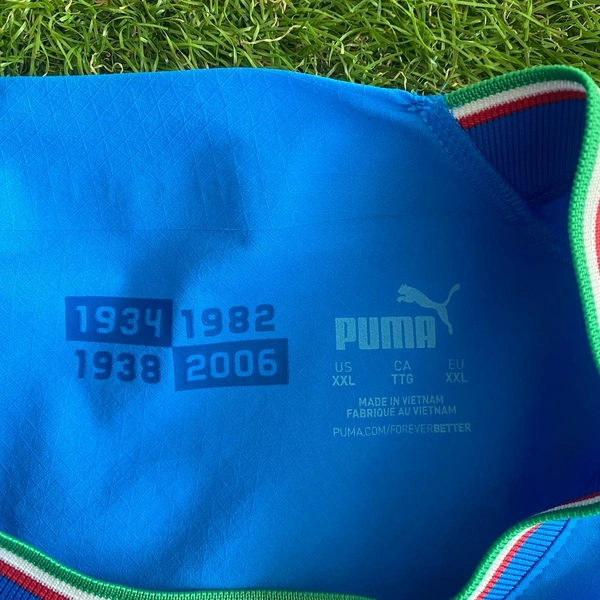 1934 1982
1938 2006
PUMA
US CA EU
XXL TTG XXL
MADE IN VIETNAM
FABRIQUÉ AU VIETNAM
PUMA.COM/FOREVERBETTER